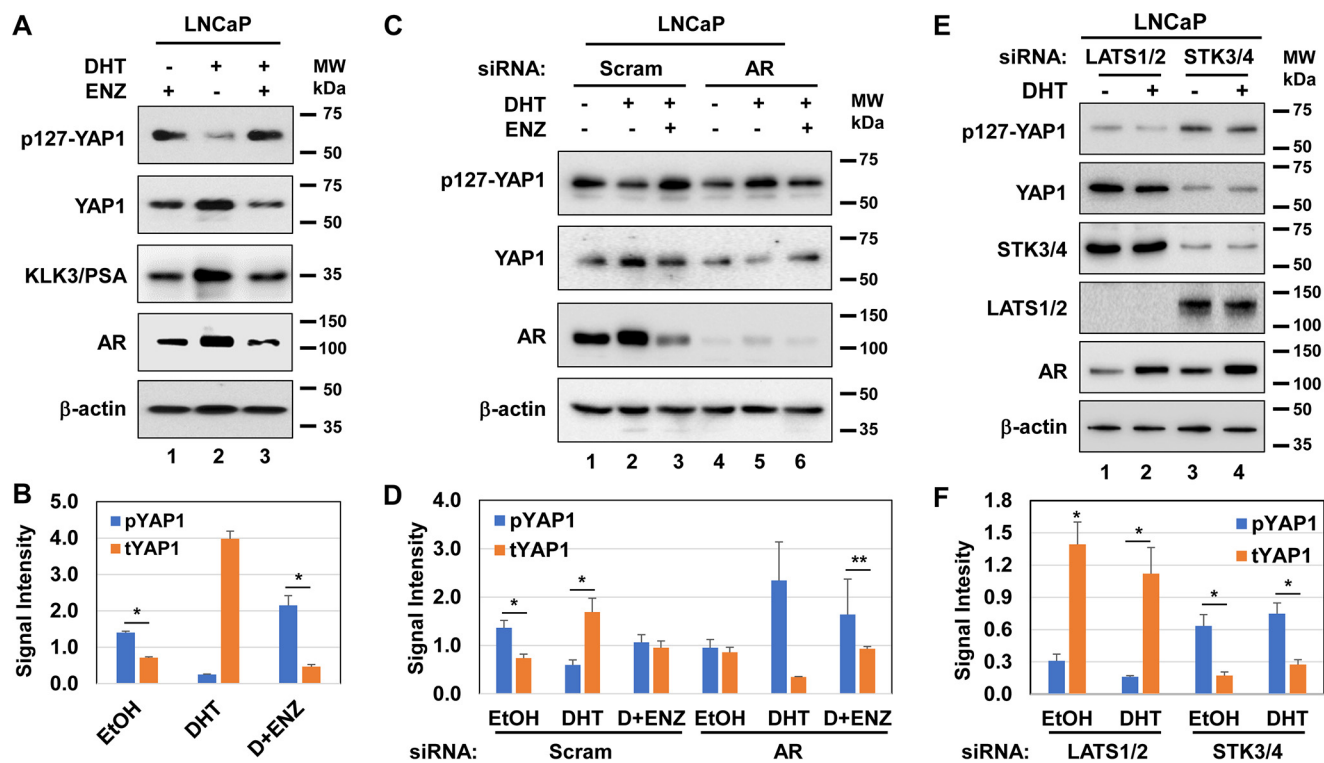 A
LNCaP
DHT - + + MW
ENZ + - + kDa
p127-YAP1
75
50
YAP1
75
50
KLK3/PSA
35
AR
150
100
β-actin
50
35
1 2 3
B
5.0
4.0
3.0
2.0
1.0
0.0
Signal Intensity
pYAP1
tYAP1
*
*
EtOH DHT D+ENZ
C
LNCaP
siRNA: Scram AR
DHT - + + - + + MW
ENZ - - + - - + kDa
p127-YAP1
75
50
YAP1
75
50
AR
150
100
β-actin
50
35
1 2 3 4 5 6
D
4.0
3.0
2.0
1.0
0.0
Signal Intensity
pYAP1
tYAP1
* * **
EtOH DHT D+ENZ EtOH DHT D+ENZ
siRNA: Scram AR
E
LNCaP
siRNA: LATS1/2 STK3/4 MW
DHT - + - + kDa
p127-YAP1
75
50
YAP1
75
50
STK3/4
75
50
LATS1/2
150
100
AR
150
100
β-actin
50
35
1 2 3 4
F
1.8
1.5
1.2
0.9
0.6
0.3
0.0
Signal Intesity
pYAP1
tYAP1
* * * *
EtOH DHT EtOH DHT
siRNA: LATS1/2 STK3/4